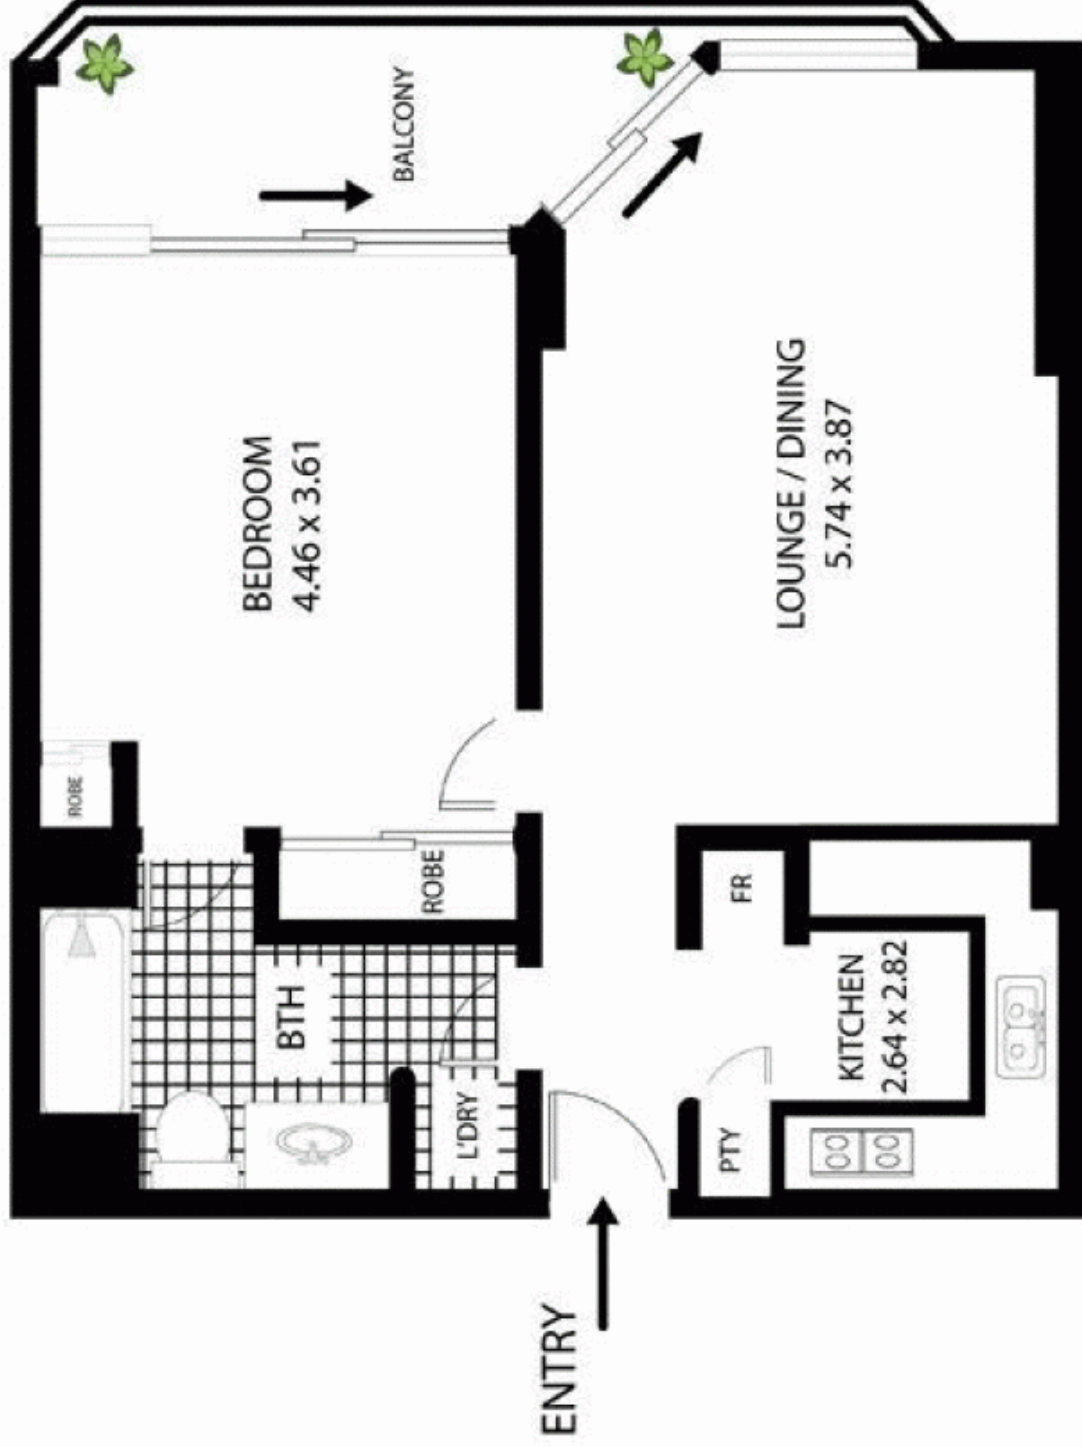 BALCONY
BEDROOM
4.46 x 3.61
LOUNGE / DINING
5.74 x 3.87
ROBE
ROBE
FR
BTH
KITCHEN
2.64 x 2.82
L'DRY
PTY
ENTRY